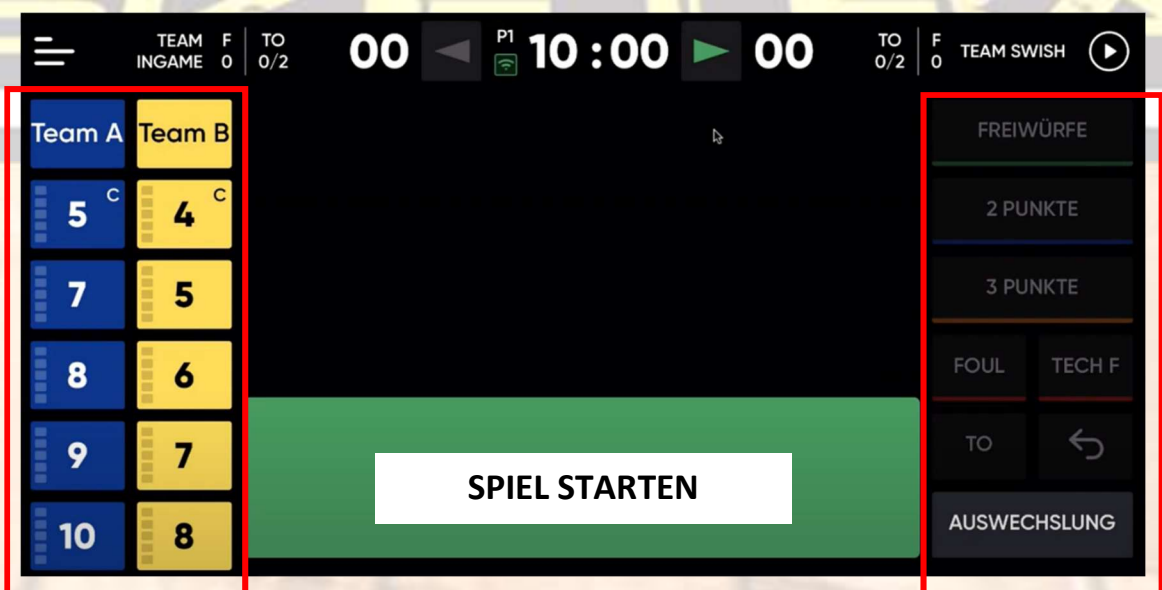 TEAM F TO
INGAME 0 0/2
00
P1
10:00
00
TO F TEAM SWISH
0/2 0
Team A Team B
5 C 4 C
7 5
8 6
9 7
10 8
FREIWÜRFE
2 PUNKTE
3 PUNKTE
FOUL TECH F
TO
AUSWECHSLUNG
SPIEL STARTEN